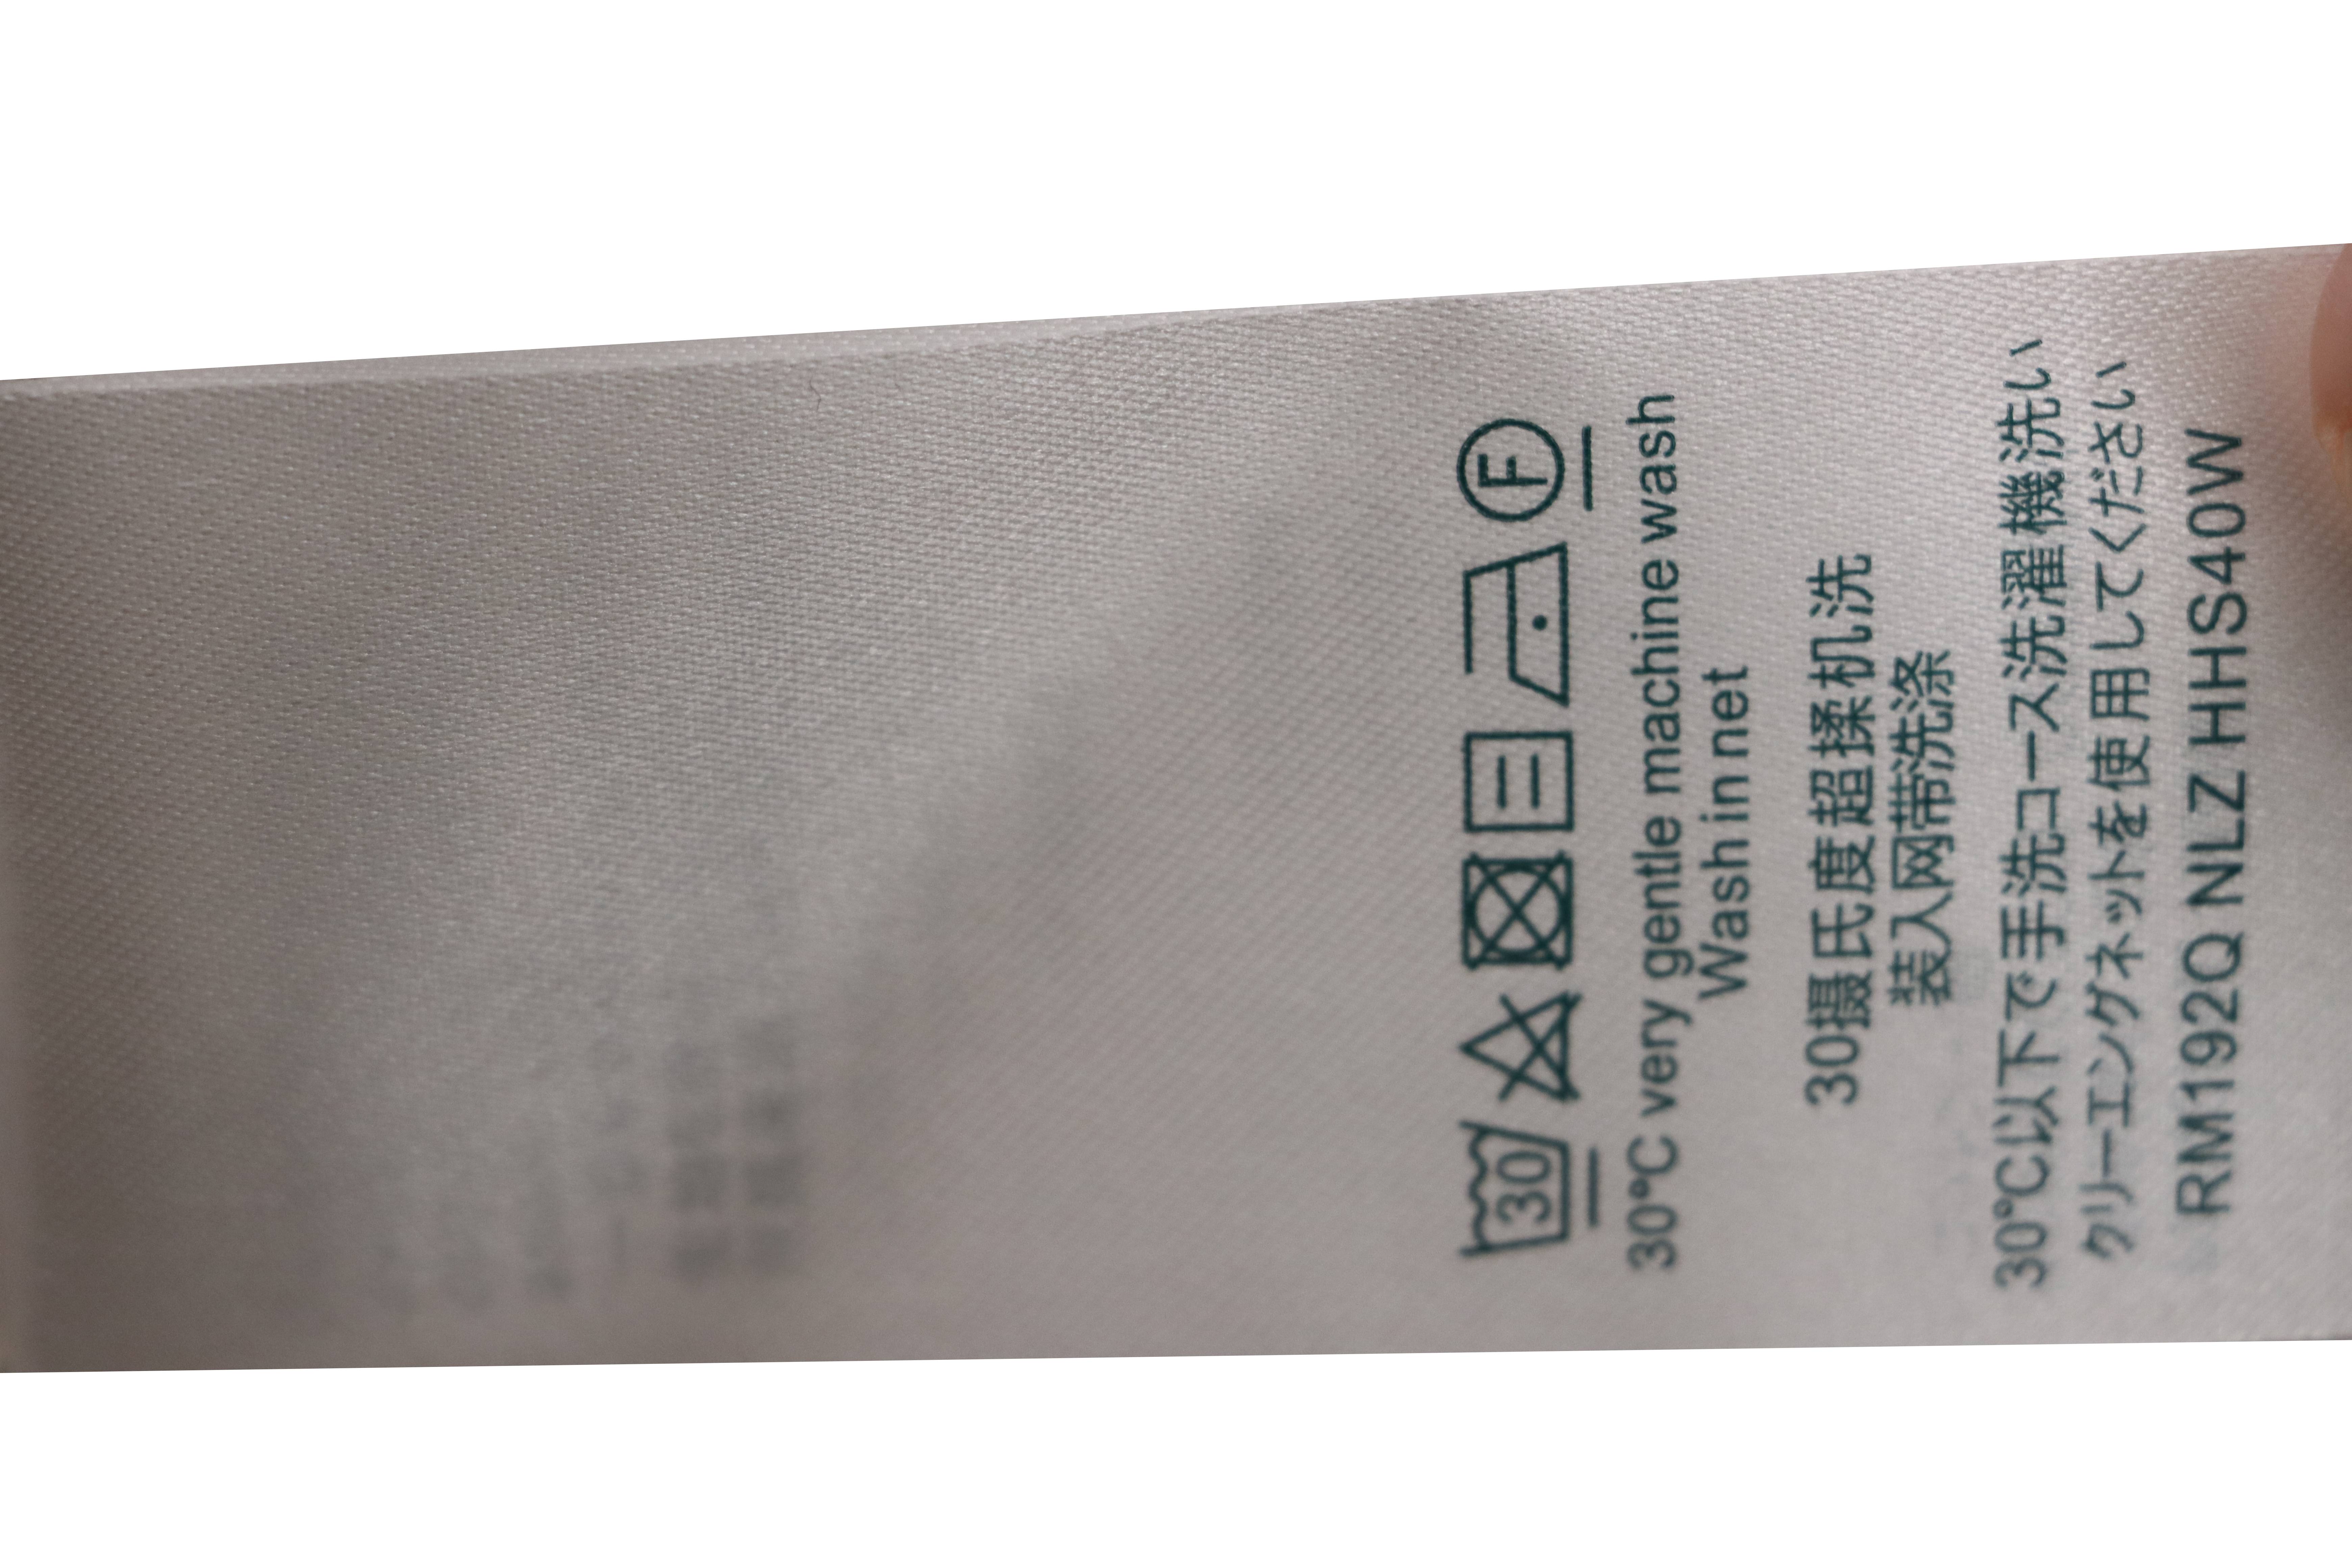 30
F
30°C very gentle machine wash
Wash in net
30摄氏度超揉机洗
装入网带洗涤
30℃以下で手洗コース洗濯機洗い、
クリーエングネットを使用してください、
RM192Q NLZ HHS40W